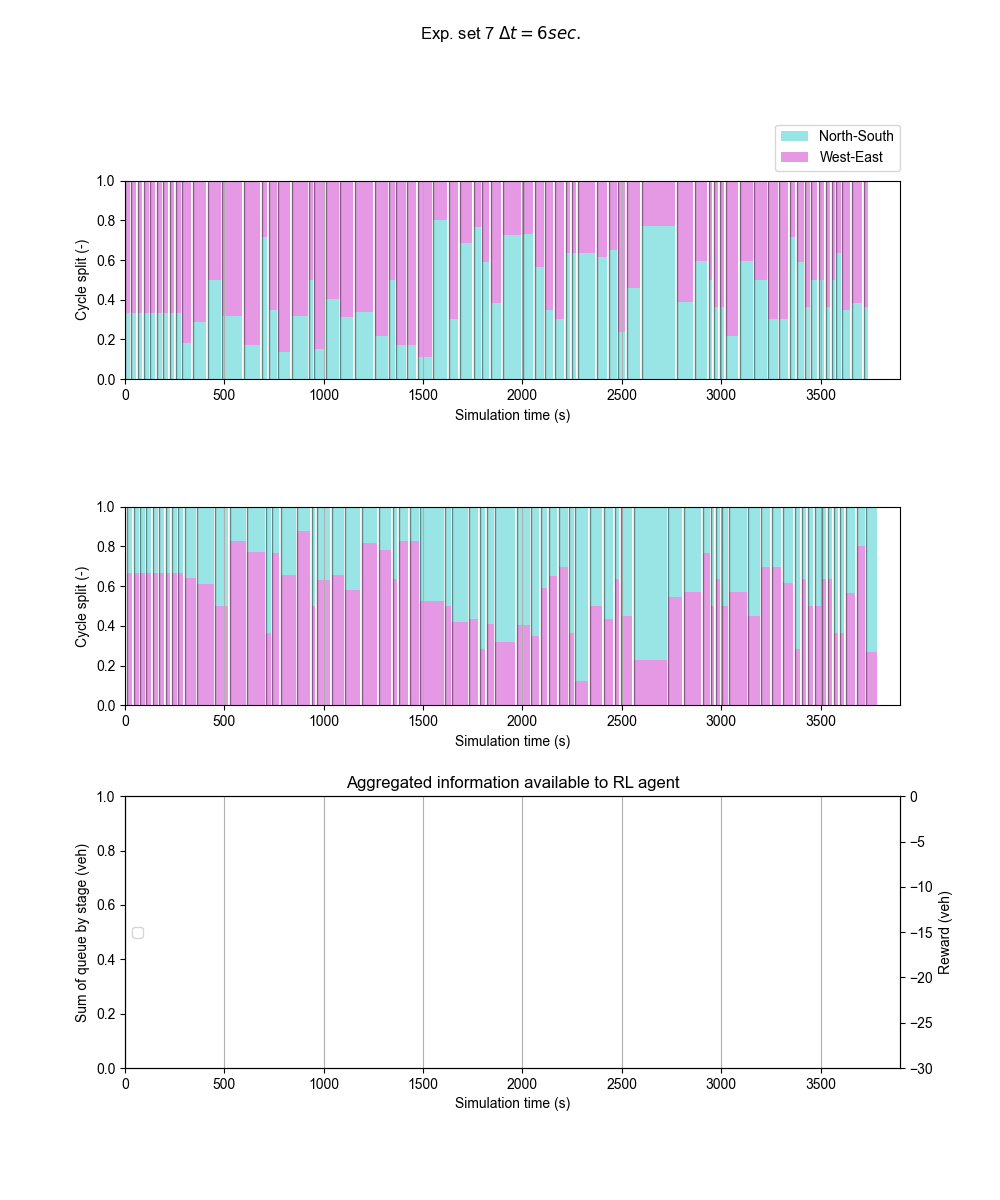 Exp. set 7 Δt = 6sec.
North-South
West-East
1.0
0.8
0.6
0.4
0.2
0.0
Cycle split (-)
0 500 1000 1500 2000 2500 3000 3500
Simulation time (s)
1.0
0.8
0.6
0.4
0.2
0.0
Cycle split (-)
0 500 1000 1500 2000 2500 3000 3500
Simulation time (s)
Aggregated information available to RL agent
1.0
0.8
0.6
0.4
0.2
0.0
Sum of queue by stage (veh)
0
−5
−10
−15
−20
−25
−30
Reward (veh)
0 500 1000 1500 2000 2500 3000 3500
Simulation time (s)